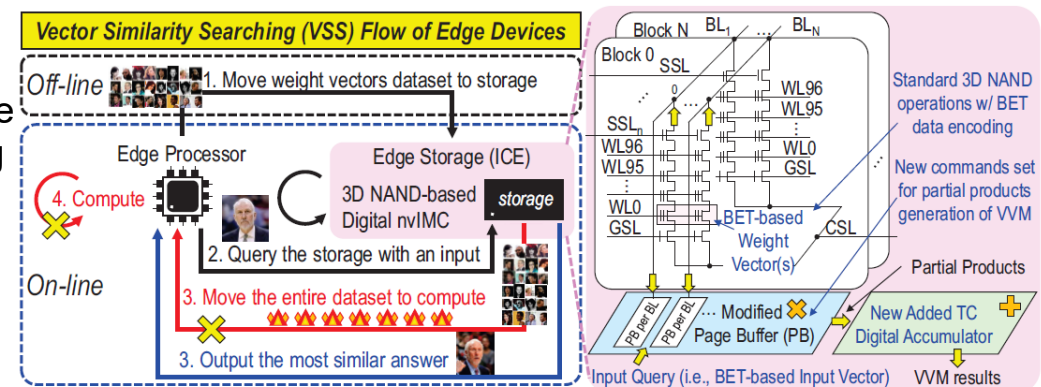 Vector Similarity Searching (VSS) Flow of Edge Devices
Off-line
1. Move weight vectors dataset to storage
e
g
Edge Processor
Edge Storage (ICE)
3D NAND-based
Digital nvIMC
storage
4. Compute
2. Query the storage with an input
On-line
3. Move the entire dataset to compute
3. Output the most similar answer
Block N
BL1
...
BLN
Block 0
SSL
0
WL96
WL95
WL0
GSL
SSLn
WL96
WL95
WL0
GSL
BET-based
Weight
Vector(s)
CSL
Standard 3D NAND
operations w/ BET
data encoding
New commands set
for partial products
generation of VVM
Partial Products
PB per BL
PB per BL
... Modified
Page Buffer (PB)
New Added TC
Digital Accumulator
Input Query (i.e., BET-based Input Vector)
VVM results